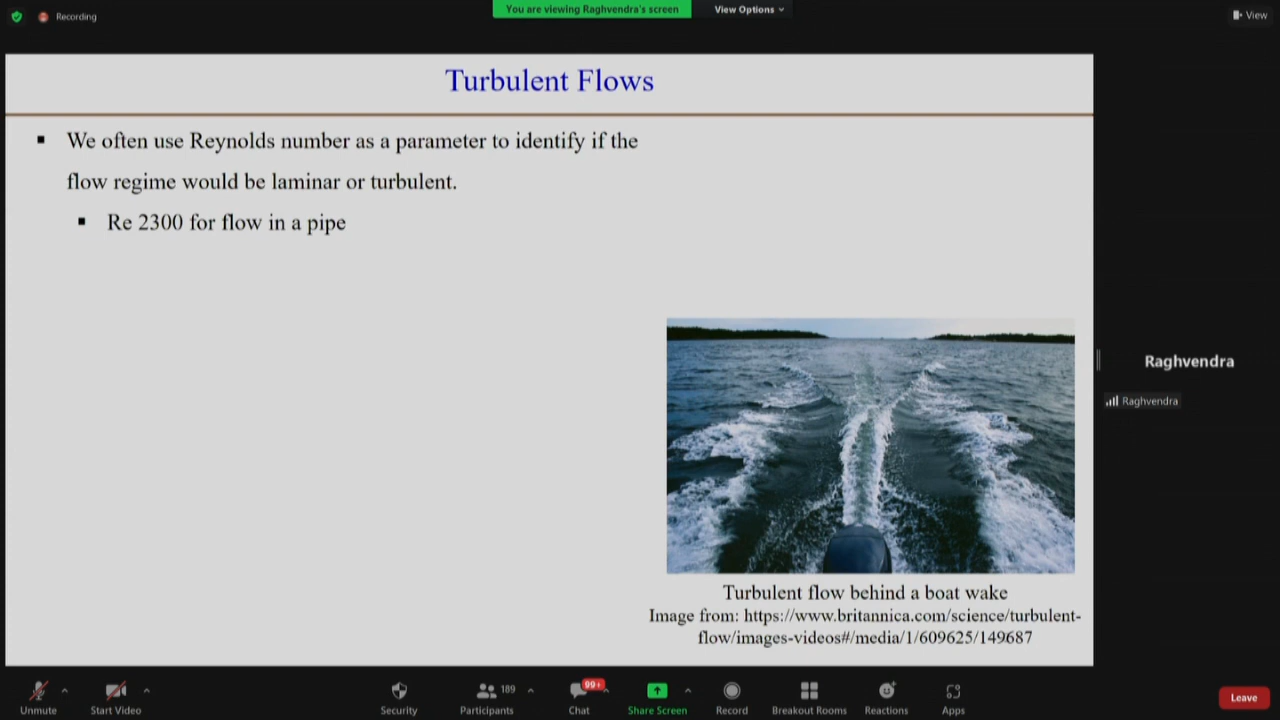 Recording
You are viewing Raghvendra's screen
View Options
View
Turbulent Flows
We often use Reynolds number as a parameter to identify if the
flow regime would be laminar or turbulent.
Re 2300 for flow in a pipe
Turbulent flow behind a boat wake
Image from: https://www.britannica.com/science/turbulent-
flow/images-videos#/media/1/609625/149687
Raghvendra
Raghvendra
Unmute
Start Video
Security
189
Participants
99+
Chat
Share Screen
Record
Breakout Rooms
Reactions
Apps
Leave